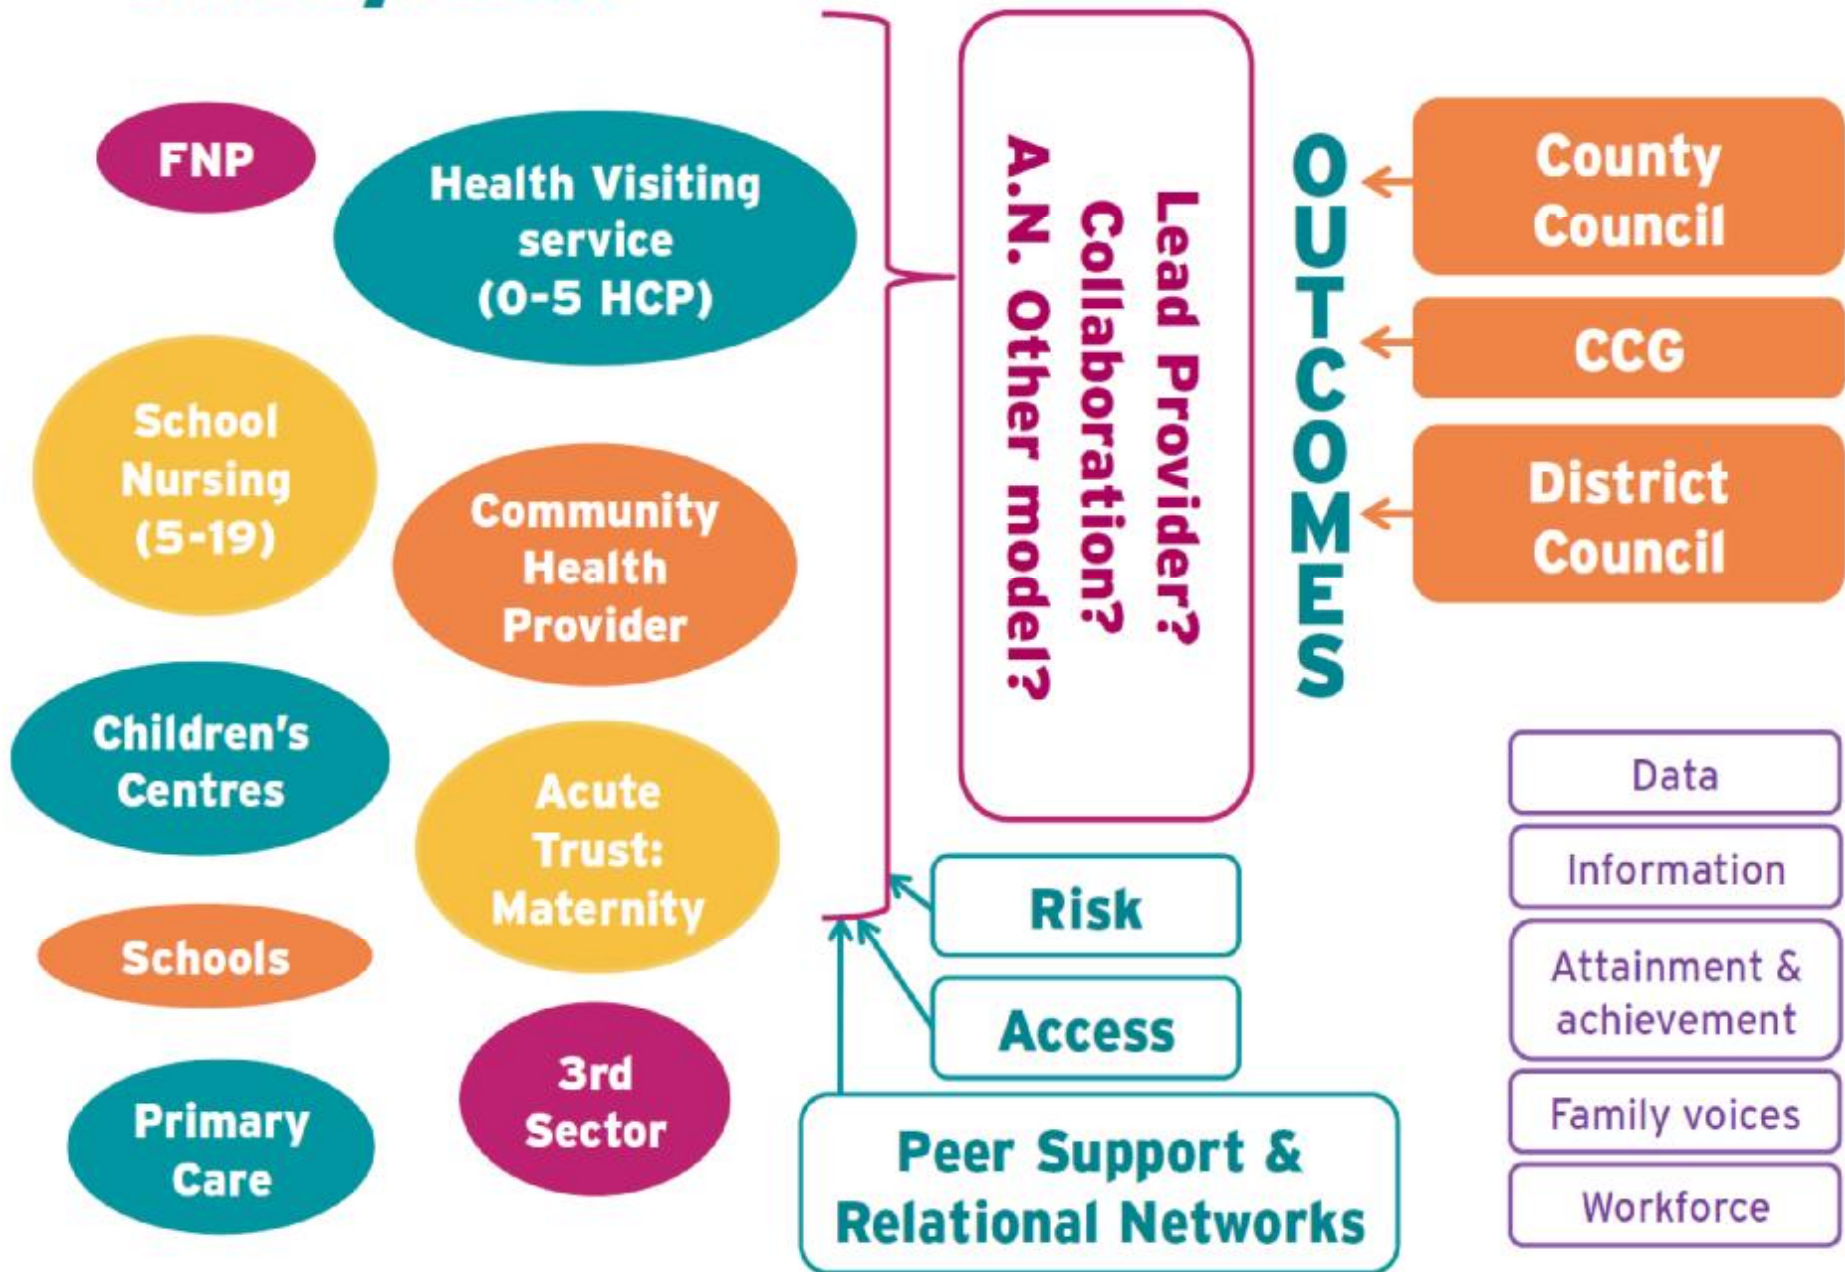 FNP
Health Visiting
service
(0-5 HCP)
School
Nursing
(5-19)
Community
Health
Provider
Children's
Centres
Acute
Trust:
Maternity
Schools
3rd
Sector
Primary
Care
Lead Provider?
Collaboration?
A.N. Other model?
OUTCOMES
County
Council
CCG
District
Council
Risk
Access
Peer Support &
Relational Networks
Data
Information
Attainment &
achievement
Family voices
Workforce